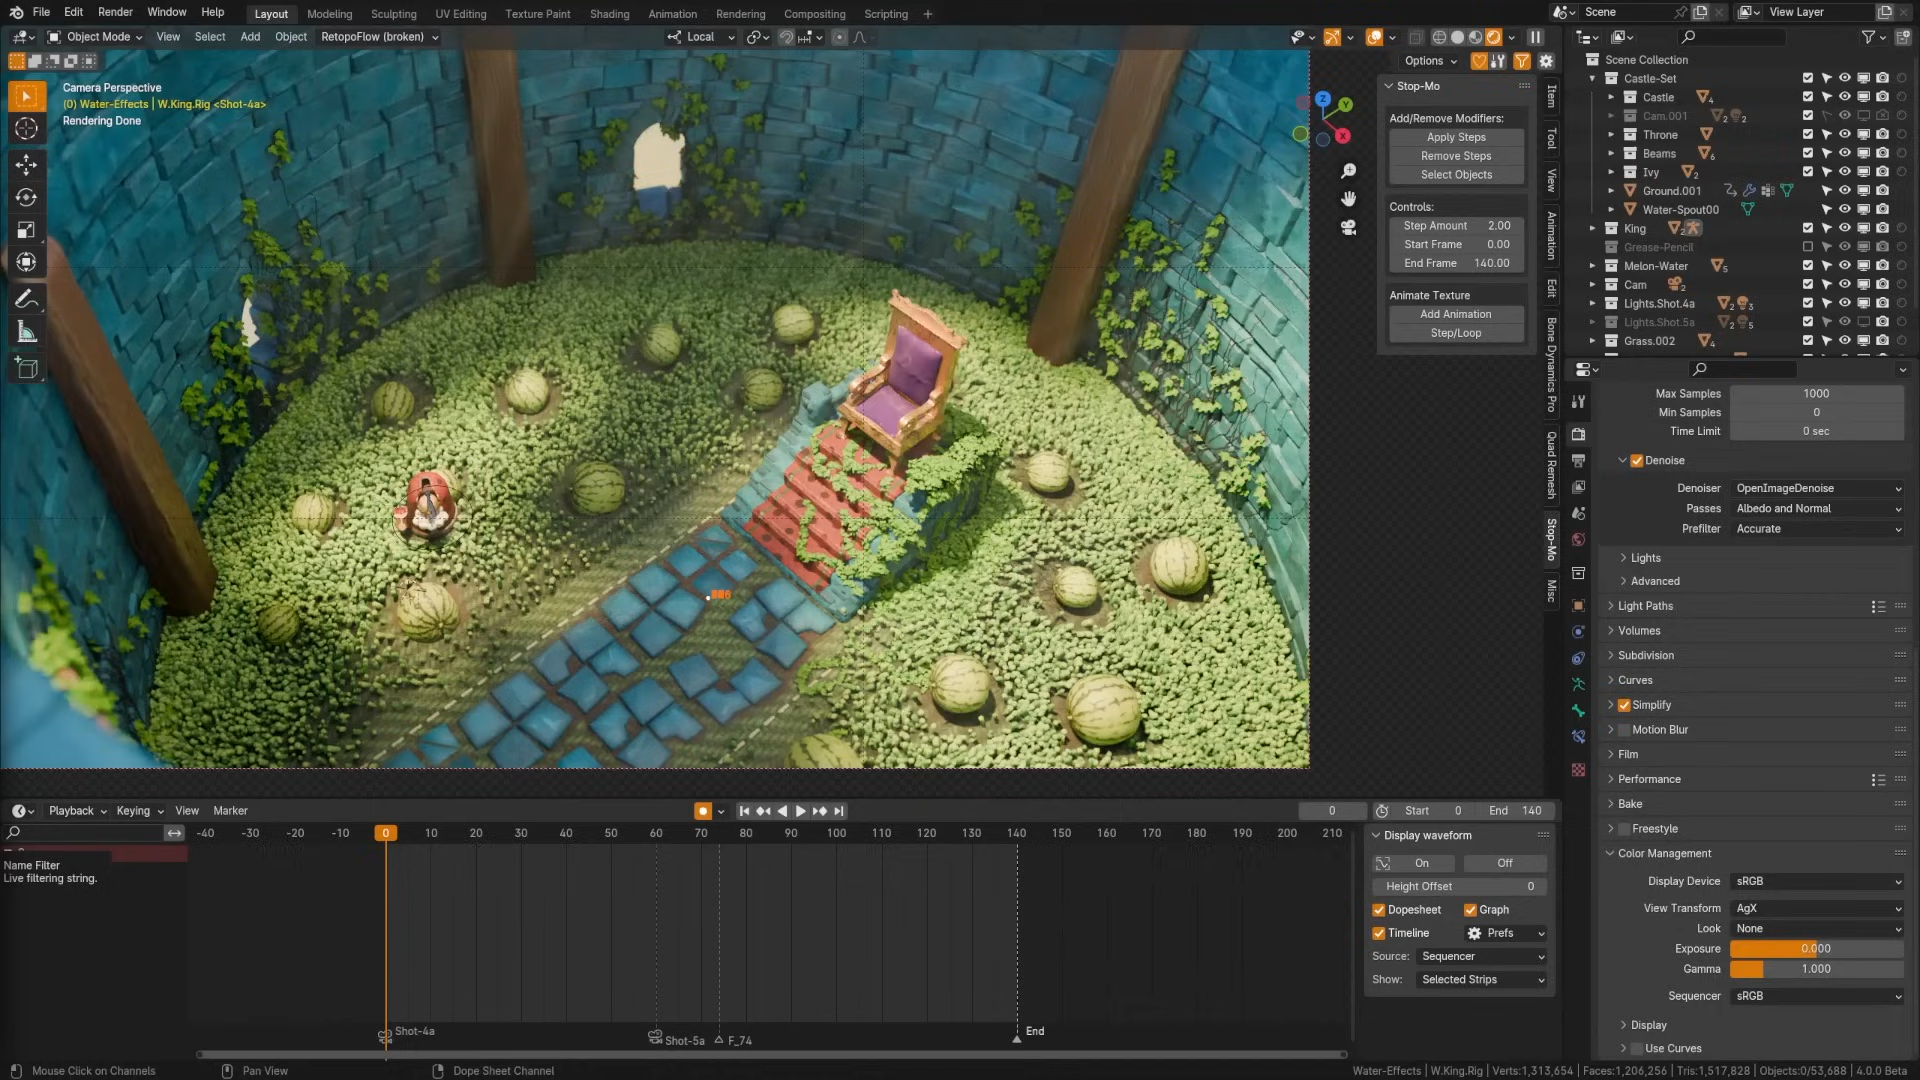 File Edit Render Window Help Layout Modeling Sculpting UV Editing Texture Paint Shading Animation Rendering Compositing Scripting + Scene View Layer
Object Mode View Select Add Object RetopoFlow (broken) Local
Options
Camera Perspective
(0) Water-Effects | W.King.Rig <Shot-4a>
Rendering Done
Z
Y
X
Stop-Mo
Add/Remove Modifiers:
Apply Steps
Remove Steps
Select Objects
Controls:
Step Amount 2.00
Start Frame 0.00
End Frame 140.00
Animate Texture
Add Animation
Step/Loop
Item
Tool
View
Animation
Edit
Bone Dynamics Pro
Quad Remesh
Stop-Mo
Misc
Scene Collection
Castle-Set
Castle 4
Cam.001 2 2
Throne
Beams 6
Ivy 2
Ground.001
Water-Spout00
King 2
Grease-Pencil
Melon-Water 5
Cam 2
Lights.Shot.4a 2 3
Lights.Shot.5a 2 5
Grass.002 4
Max Samples 1000
Min Samples 0
Time Limit 0 sec
Denoise
Denoiser OpenImageDenoise
Passes Albedo and Normal
Prefilter Accurate
Lights
Advanced
Light Paths
Volumes
Subdivision
Curves
Simplify
Motion Blur
Film
Performance
Bake
Freestyle
Color Management
Display Device sRGB
View Transform AgX
Look None
Exposure 0.000
Gamma 1.000
Sequencer sRGB
Display
Use Curves
Playback Keying View Marker 0 Start 0 End 140
-40 -30 -20 -10 0 10 20 30 40 50 60 70 80 90 100 110 120 130 140 150 160 170 180 190 200 210
Name Filter
Live filtering string.
Display waveform
On Off
Height Offset 0
Dopesheet Graph
Timeline Prefs
Source: Sequencer
Show: Selected Strips
Shot-4a Shot-5a F_74 End
Mouse Click on Channels Pan View Dope Sheet Channel Water-Effects | W.King.Rig | Verts:1,313,654 | Faces:1,206,256 | Tris:1,517,828 | Objects:0/53,688 | 4.0.0 Beta